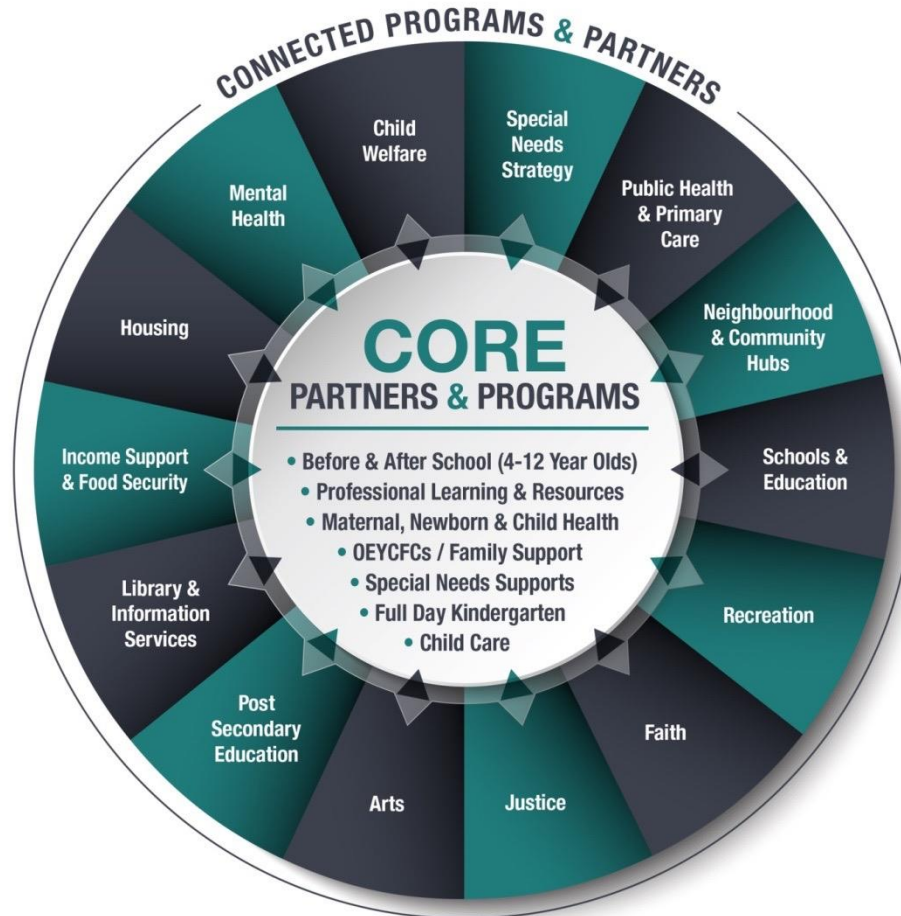 CONNECTED PROGRAMS & PARTNERS
Child
Welfare
Special
Needs
Strategy
Public Health
& Primary
Care
Neighbourhood
& Community
Hubs
Schools &
Education
Recreation
Faith
Justice
Arts
Post
Secondary
Education
Library &
Information
Services
Income Support
& Food Security
Housing
Mental
Health
CORE
PARTNERS & PROGRAMS
• Before & After School (4-12 Year Olds)
• Professional Learning & Resources
• Maternal, Newborn & Child Health
• OEYCFCs / Family Support
• Special Needs Supports
• Full Day Kindergarten
• Child Care